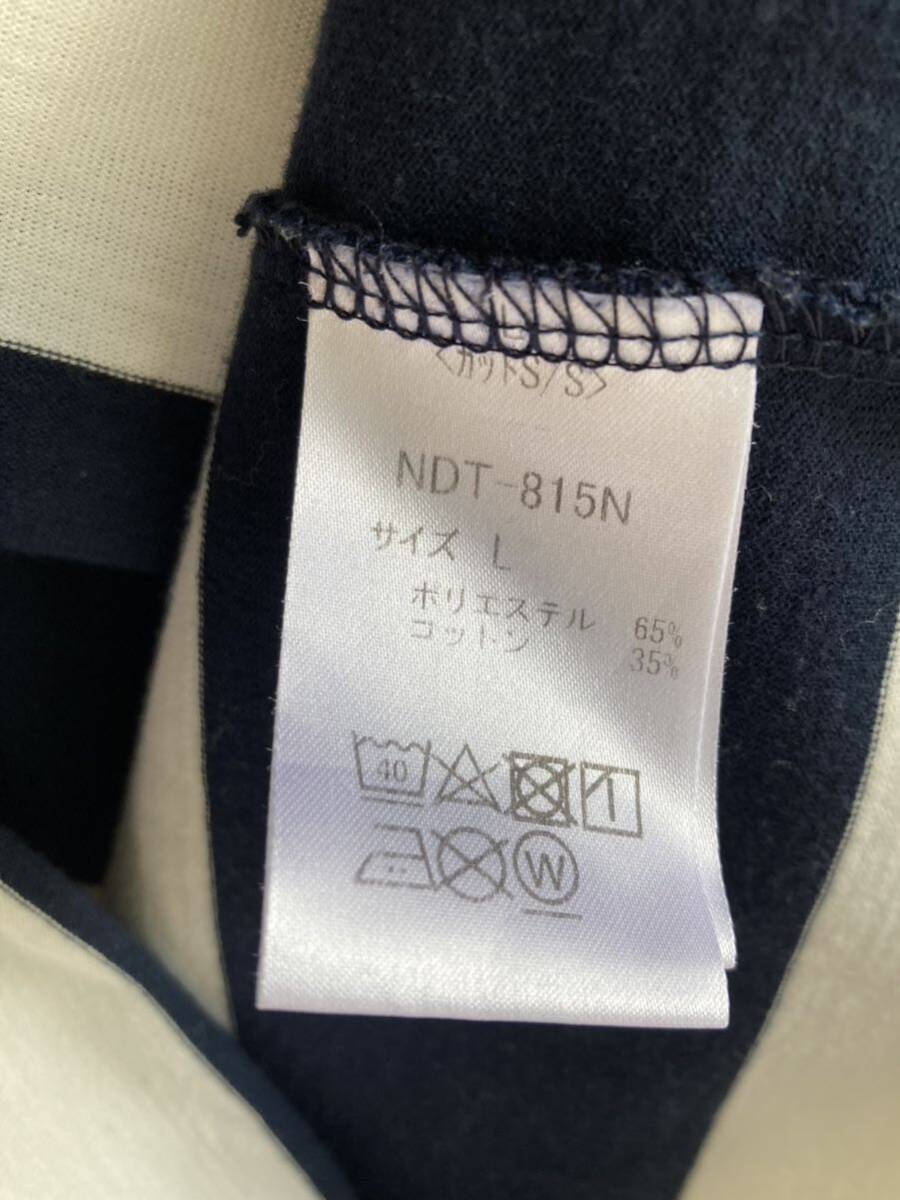 <カットS/S>
NDT-815N
サイズ L
ポリエステル 65%
コットン 35%
40
W